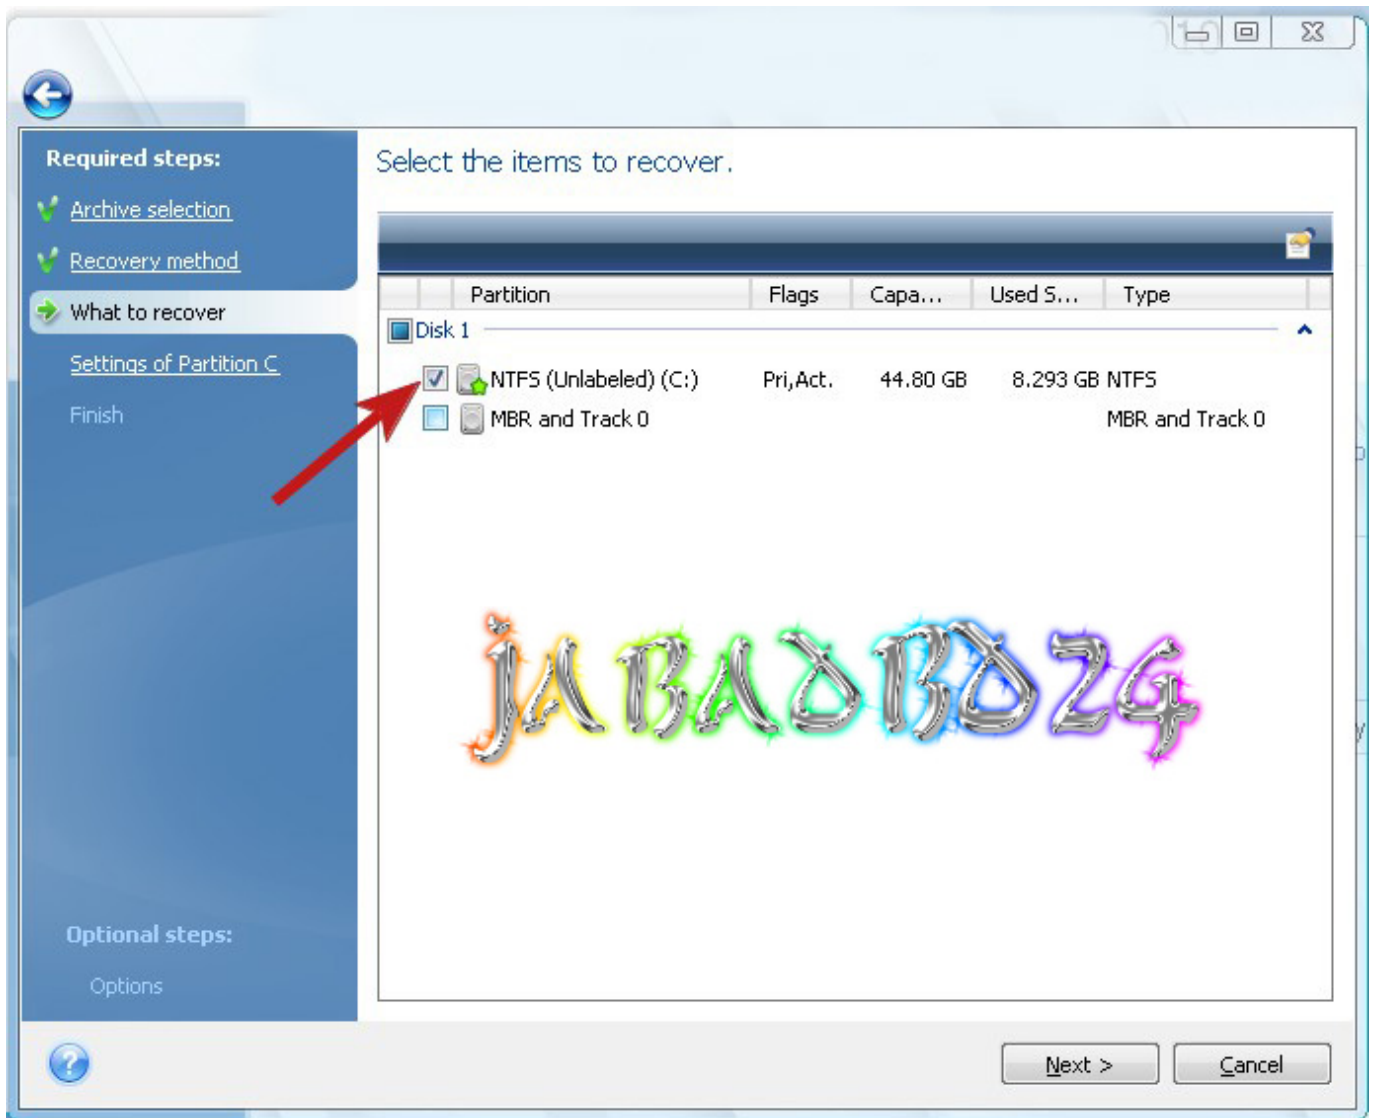 Required steps:
Archive selection
Recovery method
What to recover
Settings of Partition C
Finish
Optional steps:
Options
Select the items to recover.
Partition Flags Capa... Used S... Type
Disk 1
NTFS (Unlabeled) (C:) Pri,Act. 44.80 GB 8.293 GB NTFS
MBR and Track 0 MBR and Track 0
jABADBD24
Next >
Cancel